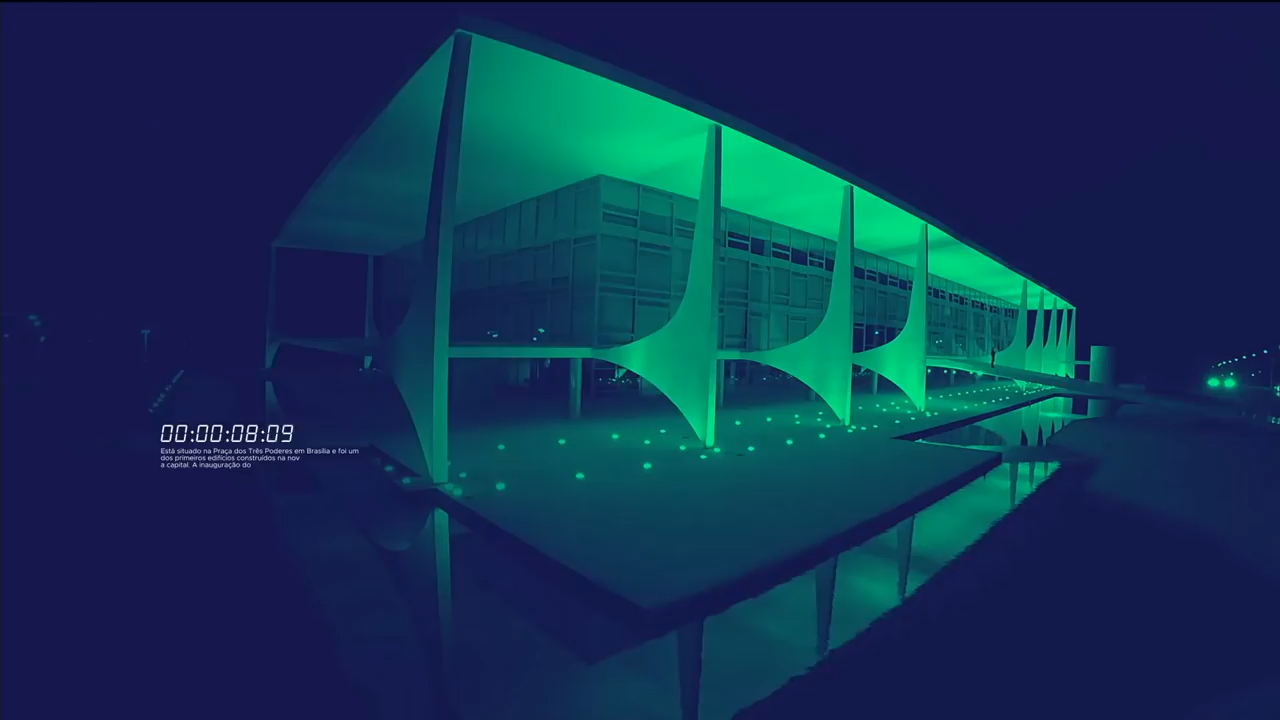 00:00:08:09
Está situado na Praça dos Três Poderes em Brasília e foi um
dos primeiros edifícios construídos na nov
a capital. A inauguração do